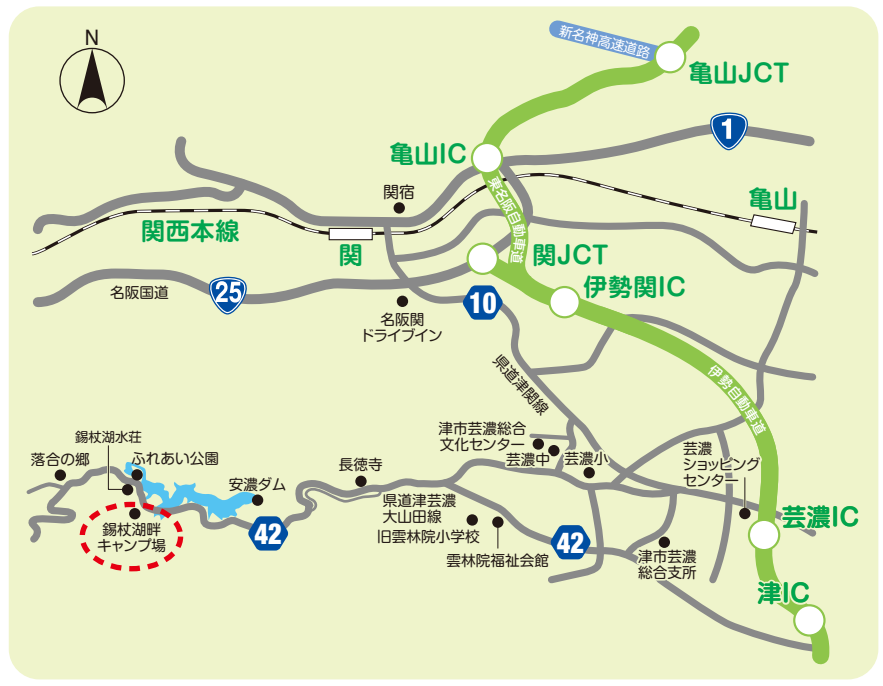 N
新名神高速道路
亀山JCT
1
亀山IC
関宿
東名阪自動車道
亀山
関西本線
関
関JCT
伊勢関IC
名阪国道
25
10
名阪関
ドライブイン
県道津関線
伊勢自動車道
津市芸濃総合
文化センター
芸濃中
芸濃小
芸濃
ショッピング
センター
錫杖湖水荘
落合の郷
ふれあい公園
安濃ダム
長徳寺
県道津芸濃
大山田線
旧雲林院小学校
雲林院福祉会館
42
42
錫杖湖畔
キャンプ場
津市芸濃
総合支所
芸濃IC
津IC